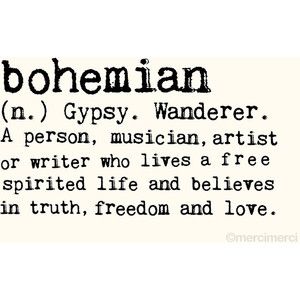 bohemian
(n.) Gypsy. Wanderer.
A person, musician, artist
or writer who lives a free
spirited life and believes
in truth, freedom and love.
©mercimerci